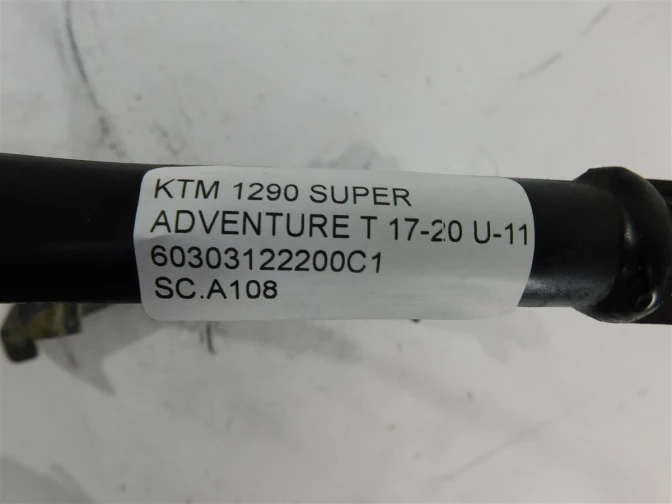 KTM 1290 SUPER
ADVENTURE T 17-20 U-11
60303122200C1
SC.A108